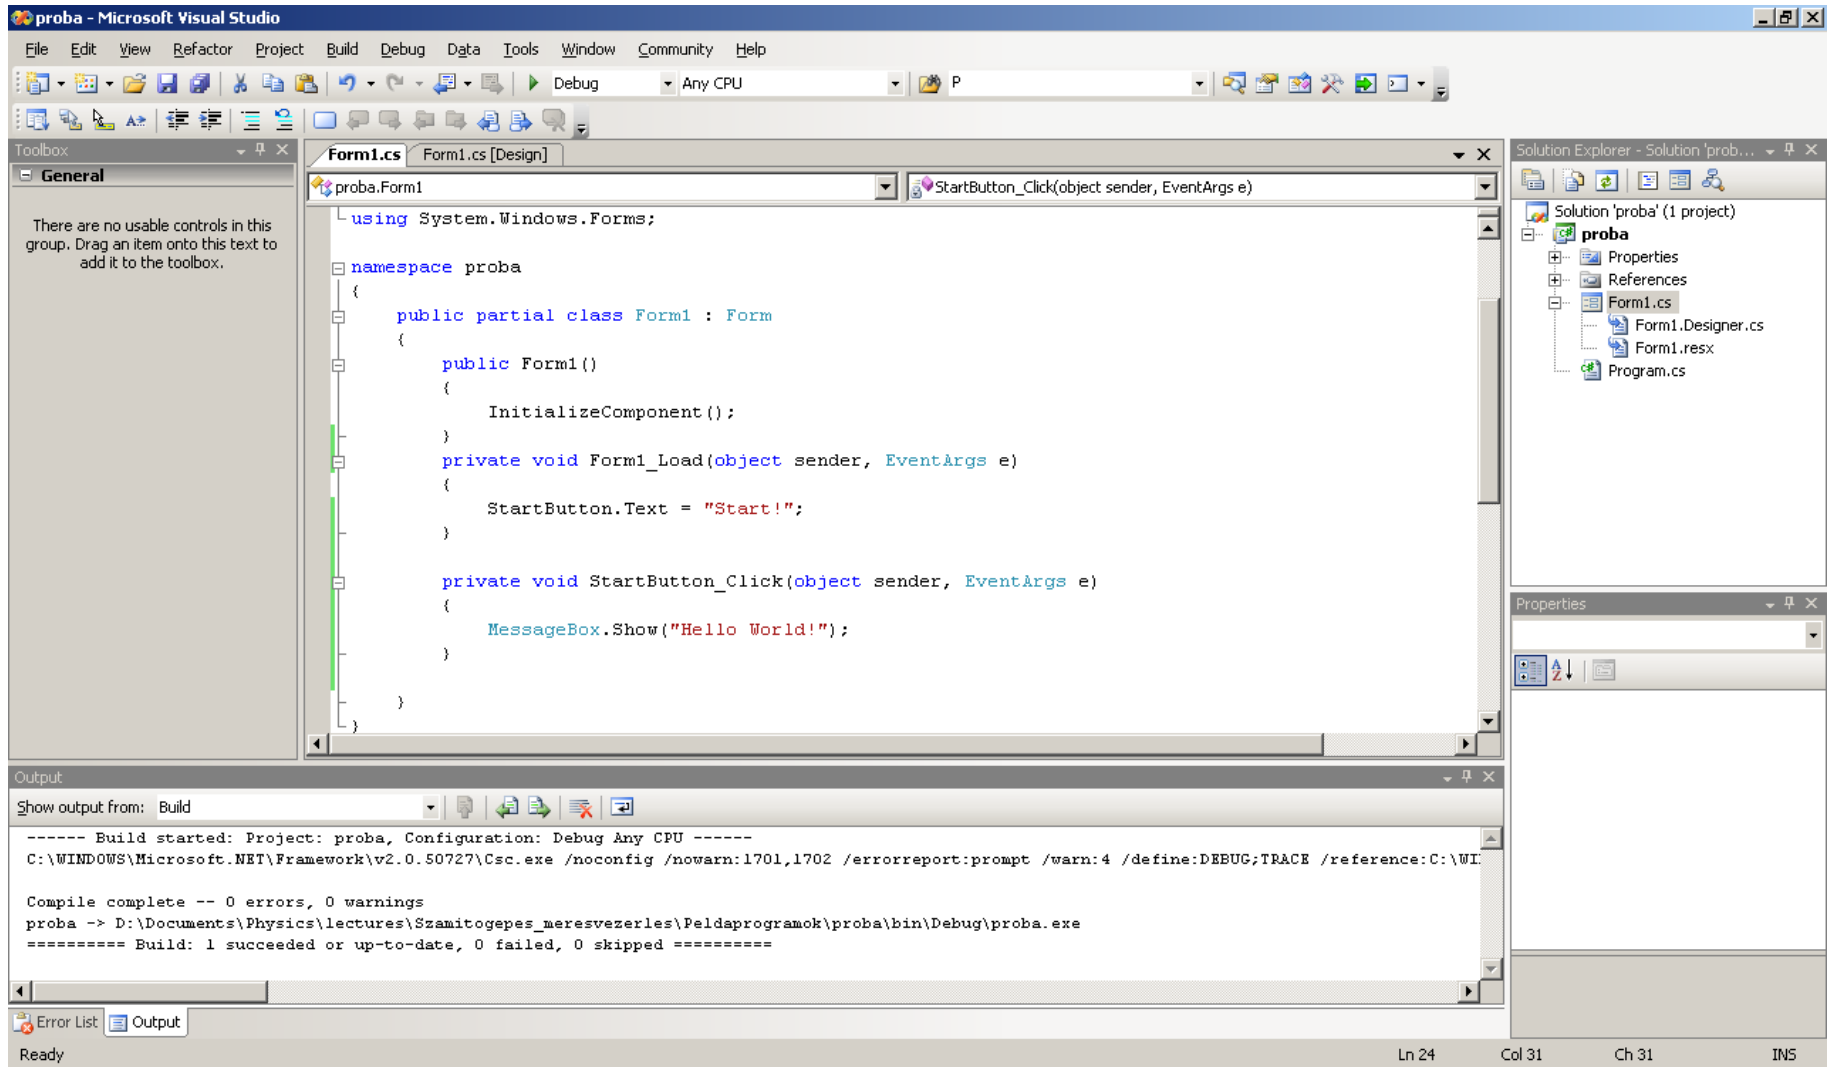 proba - Microsoft Visual Studio
File Edit View Refactor Project Build Debug Data Tools Window Community Help
Debug Any CPU P
Toolbox
General
There are no usable controls in this
group. Drag an item onto this text to
add it to the toolbox.
Form1.cs Form1.cs [Design]
proba.Form1 StartButton_Click(object sender, EventArgs e)
using System.Windows.Forms;
namespace proba
{
public partial class Form1 : Form
{
public Form1()
{
InitializeComponent();
}
private void Form1_Load(object sender, EventArgs e)
{
StartButton.Text = "Start!";
}
private void StartButton_Click(object sender, EventArgs e)
{
MessageBox.Show("Hello World!");
}
}
}
Solution Explorer - Solution 'prob...
Solution 'proba' (1 project)
proba
Properties
References
Form1.cs
Form1.Designer.cs
Form1.resx
Program.cs
Properties
Output
Show output from: Build
------ Build started: Project: proba, Configuration: Debug Any CPU ------
C:\WINDOWS\Microsoft.NET\Framework\v2.0.50727\Csc.exe /noconfig /nowarn:1701,1702 /errorreport:prompt /warn:4 /define:DEBUG;TRACE /reference:C:\WI
Compile complete -- 0 errors, 0 warnings
proba -> D:\Documents\Physics\lectures\Szamitogepes_meresvezerles\Peldaprogramok\proba\bin\Debug\proba.exe
========== Build: 1 succeeded or up-to-date, 0 failed, 0 skipped ==========
Error List Output
Ready Ln 24 Col 31 Ch 31 INS